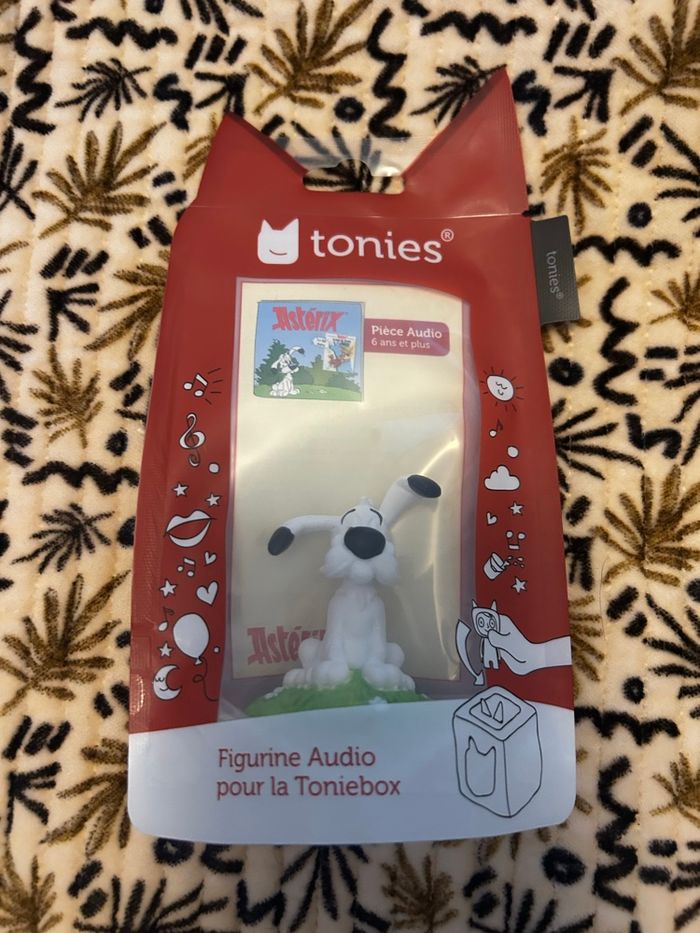 tonies®
tonies®
Astérix
Pièce Audio
6 ans et plus
Astérix
Figurine Audio
pour la Toniebox